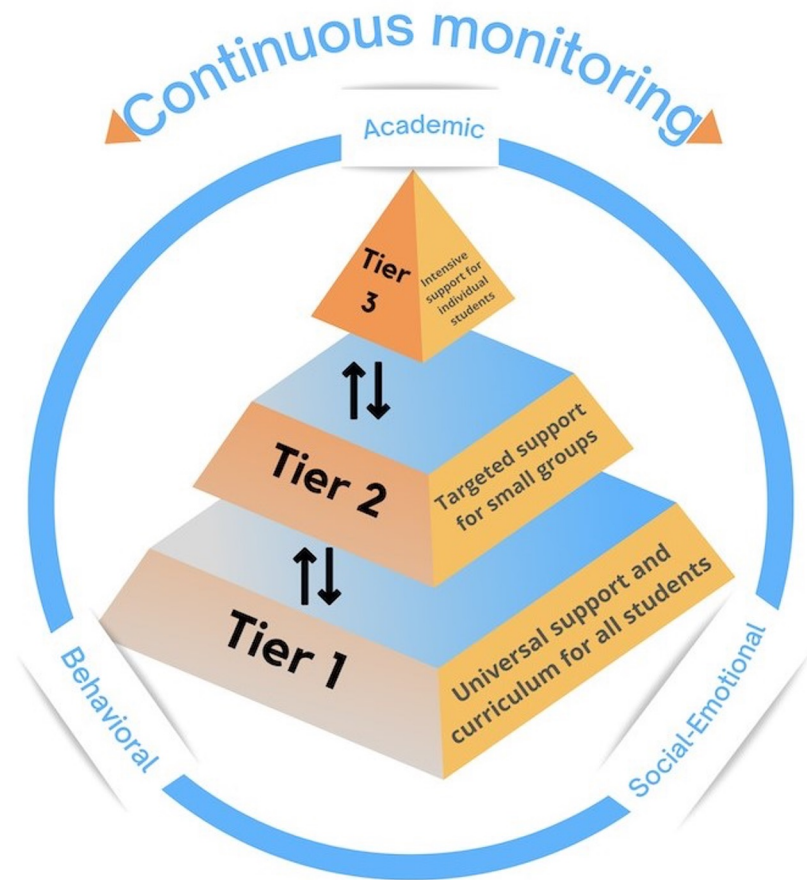 Continuous monitoring
Academic
Tier
3
Intensive
support for
individual
students
Tier 2
Targeted support
for small groups
Tier 1
Universal support and
curriculum for all students
Behavioral
Social-Emotional